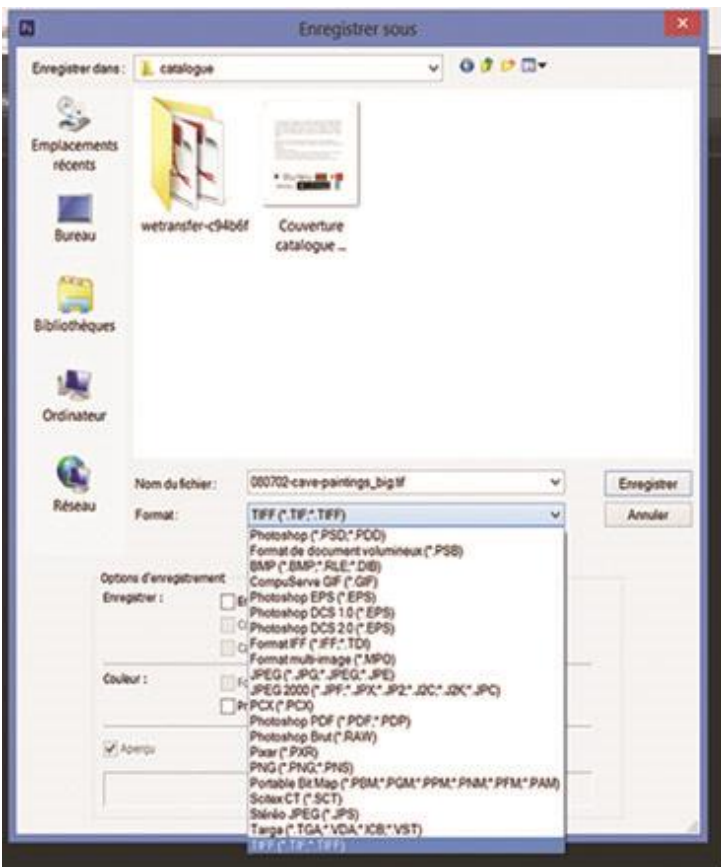 Ps
Enregistrer sous
Enregistrer dans :
catalogue
Emplacements
récents
Bureau
Bibliothèques
Ordinateur
Réseau
wetransfer-c94b6f
Couverture
catalogue ...
Nom du fichier :
080702-cave-paintings_big.tif
Enregistrer
Format :
TIFF (*.TIF;*.TIFF)
Annuler
Photoshop (*.PSD;*.PDD)
Format de document volumineux (*.PSB)
BMP (*.BMP;*.RLE;*.DIB)
CompuServe GIF (*.GIF)
Photoshop EPS (*.EPS)
Photoshop DCS 1.0 (*.EPS)
Photoshop DCS 2.0 (*.EPS)
Format IFF (*.IFF;*.TDI)
Format multi-image (*.MPO)
JPEG (*.JPG;*.JPEG;*.JPE)
JPEG 2000 (*.JPF;*.JPX;*.JP2;*.J2C;*.J2K;*.JPC)
PCX (*.PCX)
Photoshop PDF (*.PDF;*.PDP)
Photoshop Brut (*.RAW)
Pixar (*.PXR)
PNG (*.PNG;*.PNS)
Portable Bit Map (*.PBM;*.PGM;*.PPM;*.PNM;*.PFM;*.PAM)
Scitex CT (*.SCT)
Stéréo JPEG (*.JPS)
Targa (*.TGA;*.VDA;*.ICB;*.VST)
TIFF (*.TIF;*.TIFF)
Options d'enregistrement
Enregistrer :
Couleur :
Aperçu